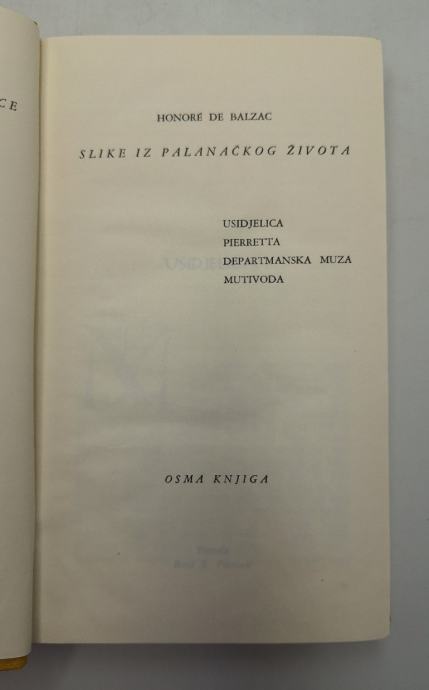 CE
HONORÉ DE BALZAC
SLIKE IZ PALANAČKOG ŽIVOTA
USIDJELICA
PIERRETTA
DEPARTMANSKA MUZA
MUTIVODA
OSMA KNJIGA